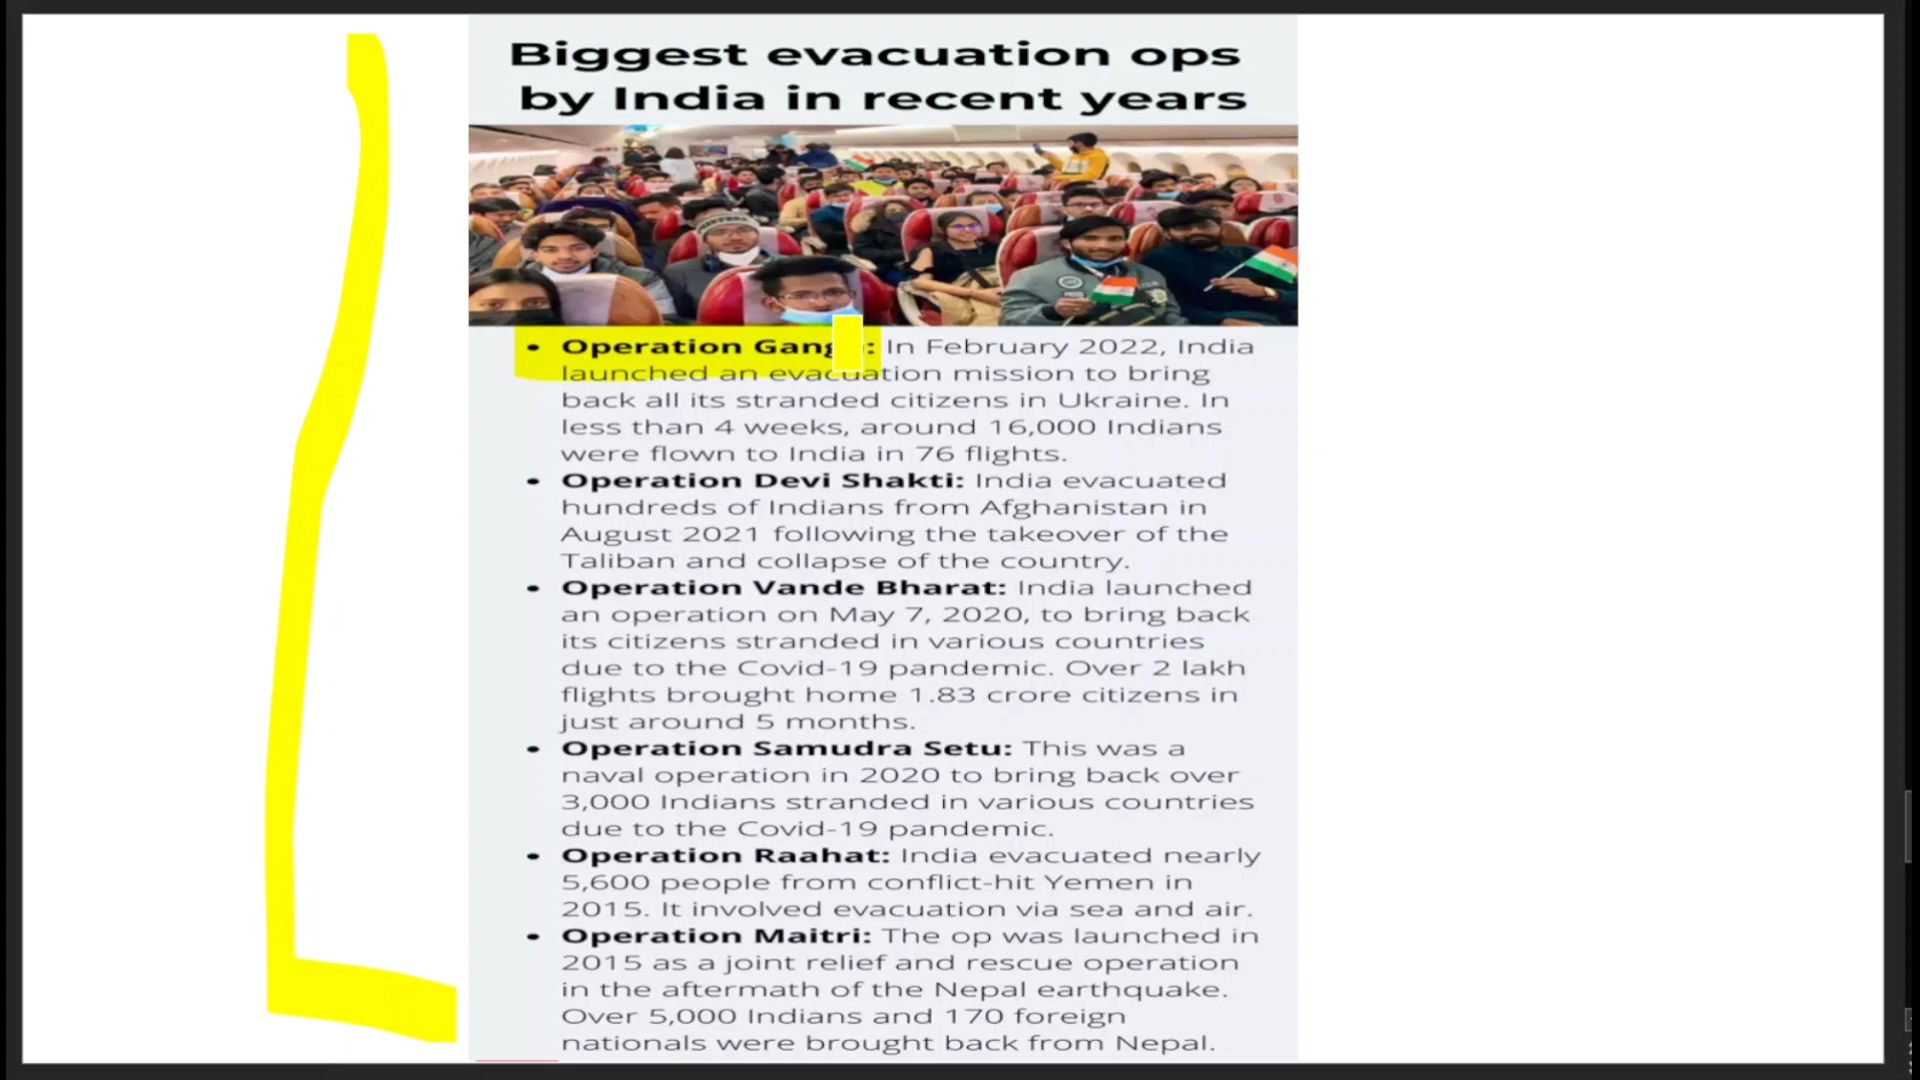 Biggest evacuation ops
by India in recent years
• Operation Ganga: In February 2022, India
launched an evacuation mission to bring
back all its stranded citizens in Ukraine. In
less than 4 weeks, around 16,000 Indians
were flown to India in 76 flights.
• Operation Devi Shakti: India evacuated
hundreds of Indians from Afghanistan in
August 2021 following the takeover of the
Taliban and collapse of the country.
• Operation Vande Bharat: India launched
an operation on May 7, 2020, to bring back
its citizens stranded in various countries
due to the Covid-19 pandemic. Over 2 lakh
flights brought home 1.83 crore citizens in
just around 5 months.
• Operation Samudra Setu: This was a
naval operation in 2020 to bring back over
3,000 Indians stranded in various countries
due to the Covid-19 pandemic.
• Operation Raahat: India evacuated nearly
5,600 people from conflict-hit Yemen in
2015. It involved evacuation via sea and air.
• Operation Maitri: The op was launched in
2015 as a joint relief and rescue operation
in the aftermath of the Nepal earthquake.
Over 5,000 Indians and 170 foreign
nationals were brought back from Nepal.